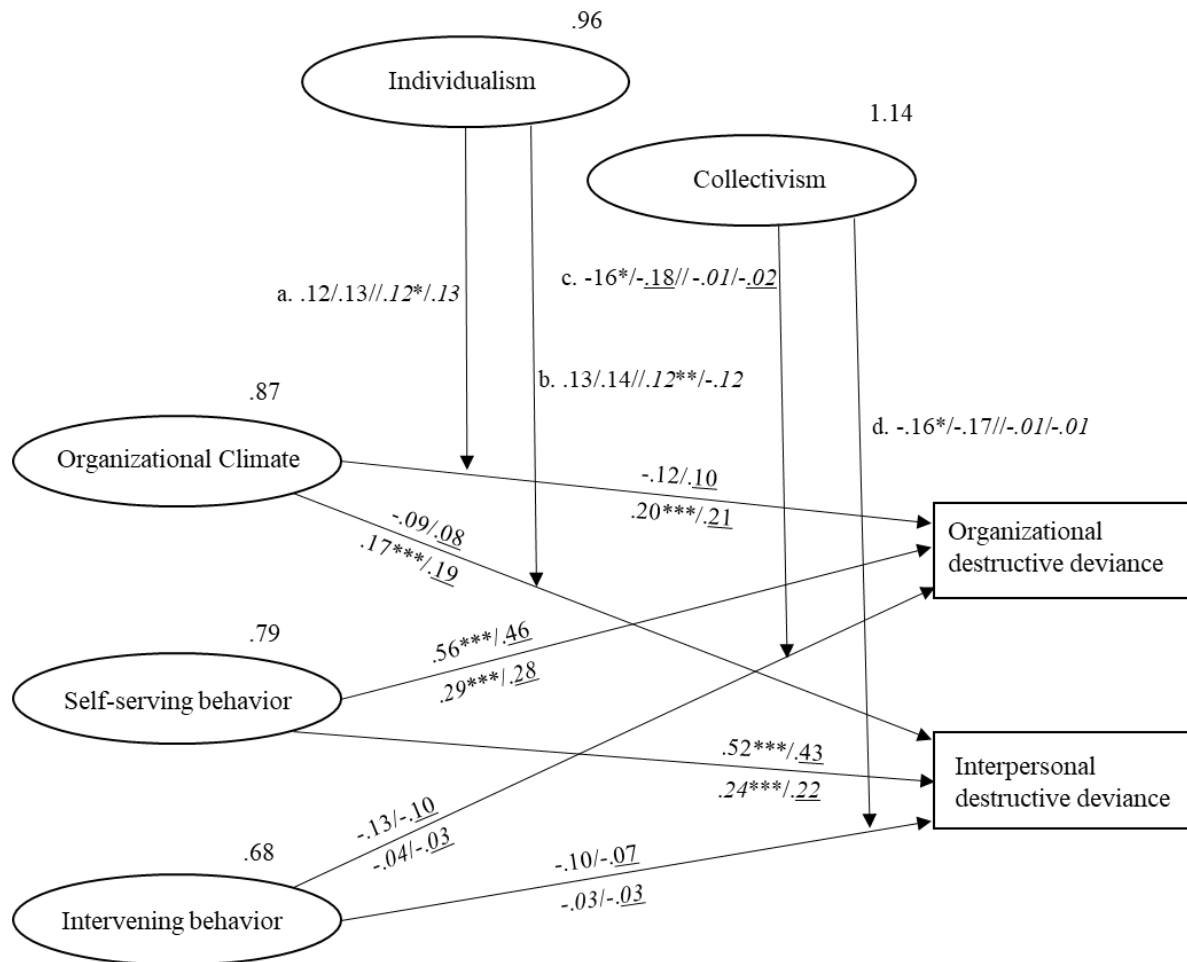 .96
Individualism
1.14
Collectivism
c. -16*/-.18// -.01/-.02
a. .12/.13//.12*/.13
b. .13/.14//.12**/-.12
.87
d. -.16*/-.17//-.01/-.01
Organizational Climate
-.12/.10
.20***/.21
-.09/.08
.17***/.19
Organizational
destructive deviance
.79
.56***/.46
.29***/.28
Self-serving behavior
.52***/.43
.24***/.22
Interpersonal
destructive deviance
-.13/-.10
-.04/-.03
.68
-.10/-.07
-.03/-.03
Intervening behavior